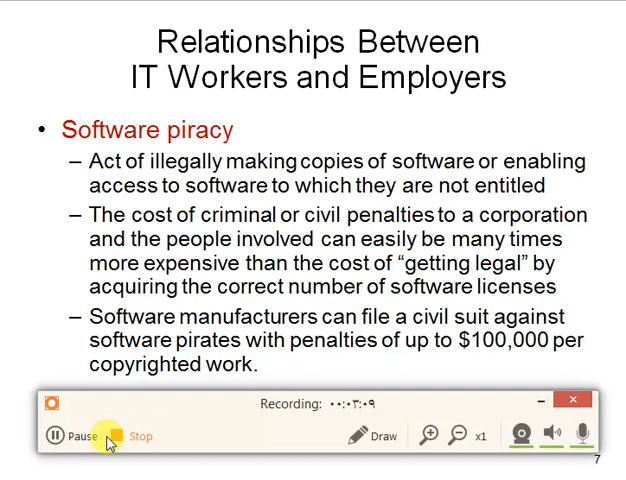 Relationships Between
IT Workers and Employers
• Software piracy
– Act of illegally making copies of software or enabling
access to software to which they are not entitled
– The cost of criminal or civil penalties to a corporation
and the people involved can easily be many times
more expensive than the cost of “getting legal” by
acquiring the correct number of software licenses
– Software manufacturers can file a civil suit against
software pirates with penalties of up to $100,000 per
copyrighted work.
Recording: ٠٠:٠٣:٠٩
Pause Stop Draw x1
7